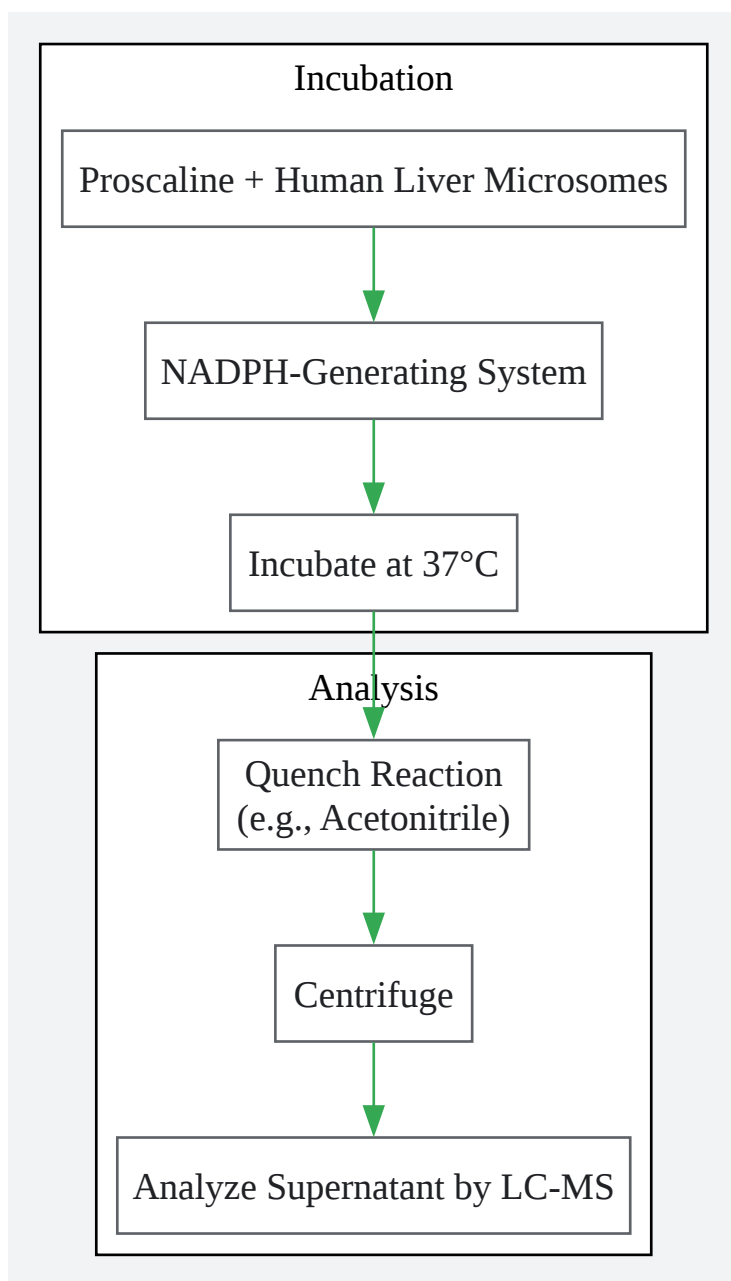 Incubation
Proscaline + Human Liver Microsomes
NADPH-Generating System
Incubate at 37°C
Analysis
Quench Reaction
(e.g., Acetonitrile)
Centrifuge
Analyze Supernatant by LC-MS